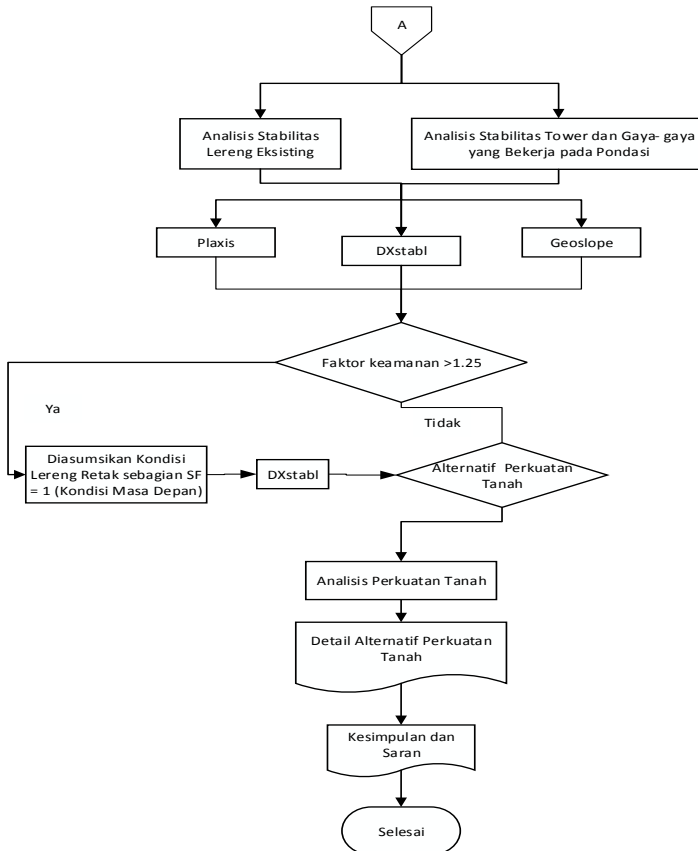 A
Analisis Stabilitas
Lereng Eksisting
Analisis Stabilitas Tower dan Gaya- gaya
yang Bekerja pada Pondasi
Plaxis
DXstabl
Geoslope
Faktor keamanan >1.25
Ya
Tidak
Diasumsikan Kondisi
Lereng Retak sebagian SF
= 1 (Kondisi Masa Depan)
DXstabl
Alternatif Perkuatan
Tanah
Analisis Perkuatan Tanah
Detail Alternatif Perkuatan
Tanah
Kesimpulan dan
Saran
Selesai